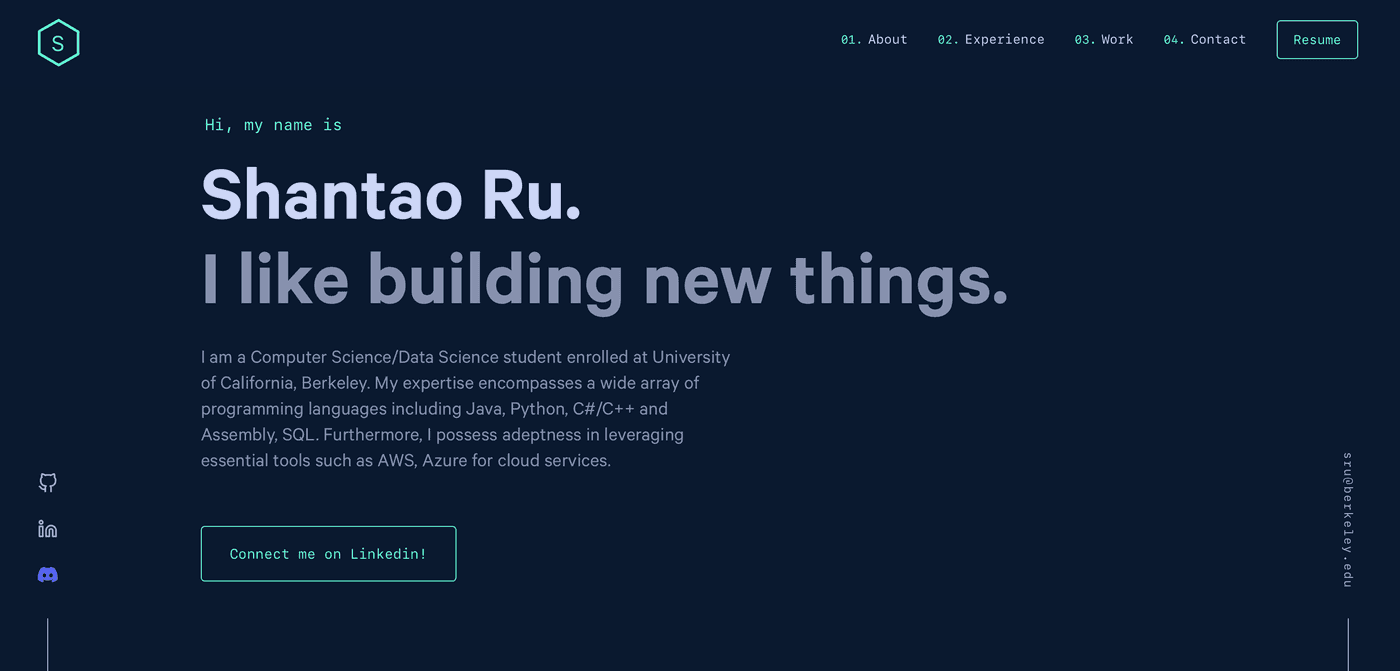 S
01. About 02. Experience 03. Work 04. Contact Resume
Hi, my name is
Shantao Ru.
I like building new things.
I am a Computer Science/Data Science student enrolled at University
of California, Berkeley. My expertise encompasses a wide array of
programming languages including Java, Python, C#/C++ and
Assembly, SQL. Furthermore, I possess adeptness in leveraging
essential tools such as AWS, Azure for cloud services.
Connect me on Linkedin!
in
sru@berkeley.edu